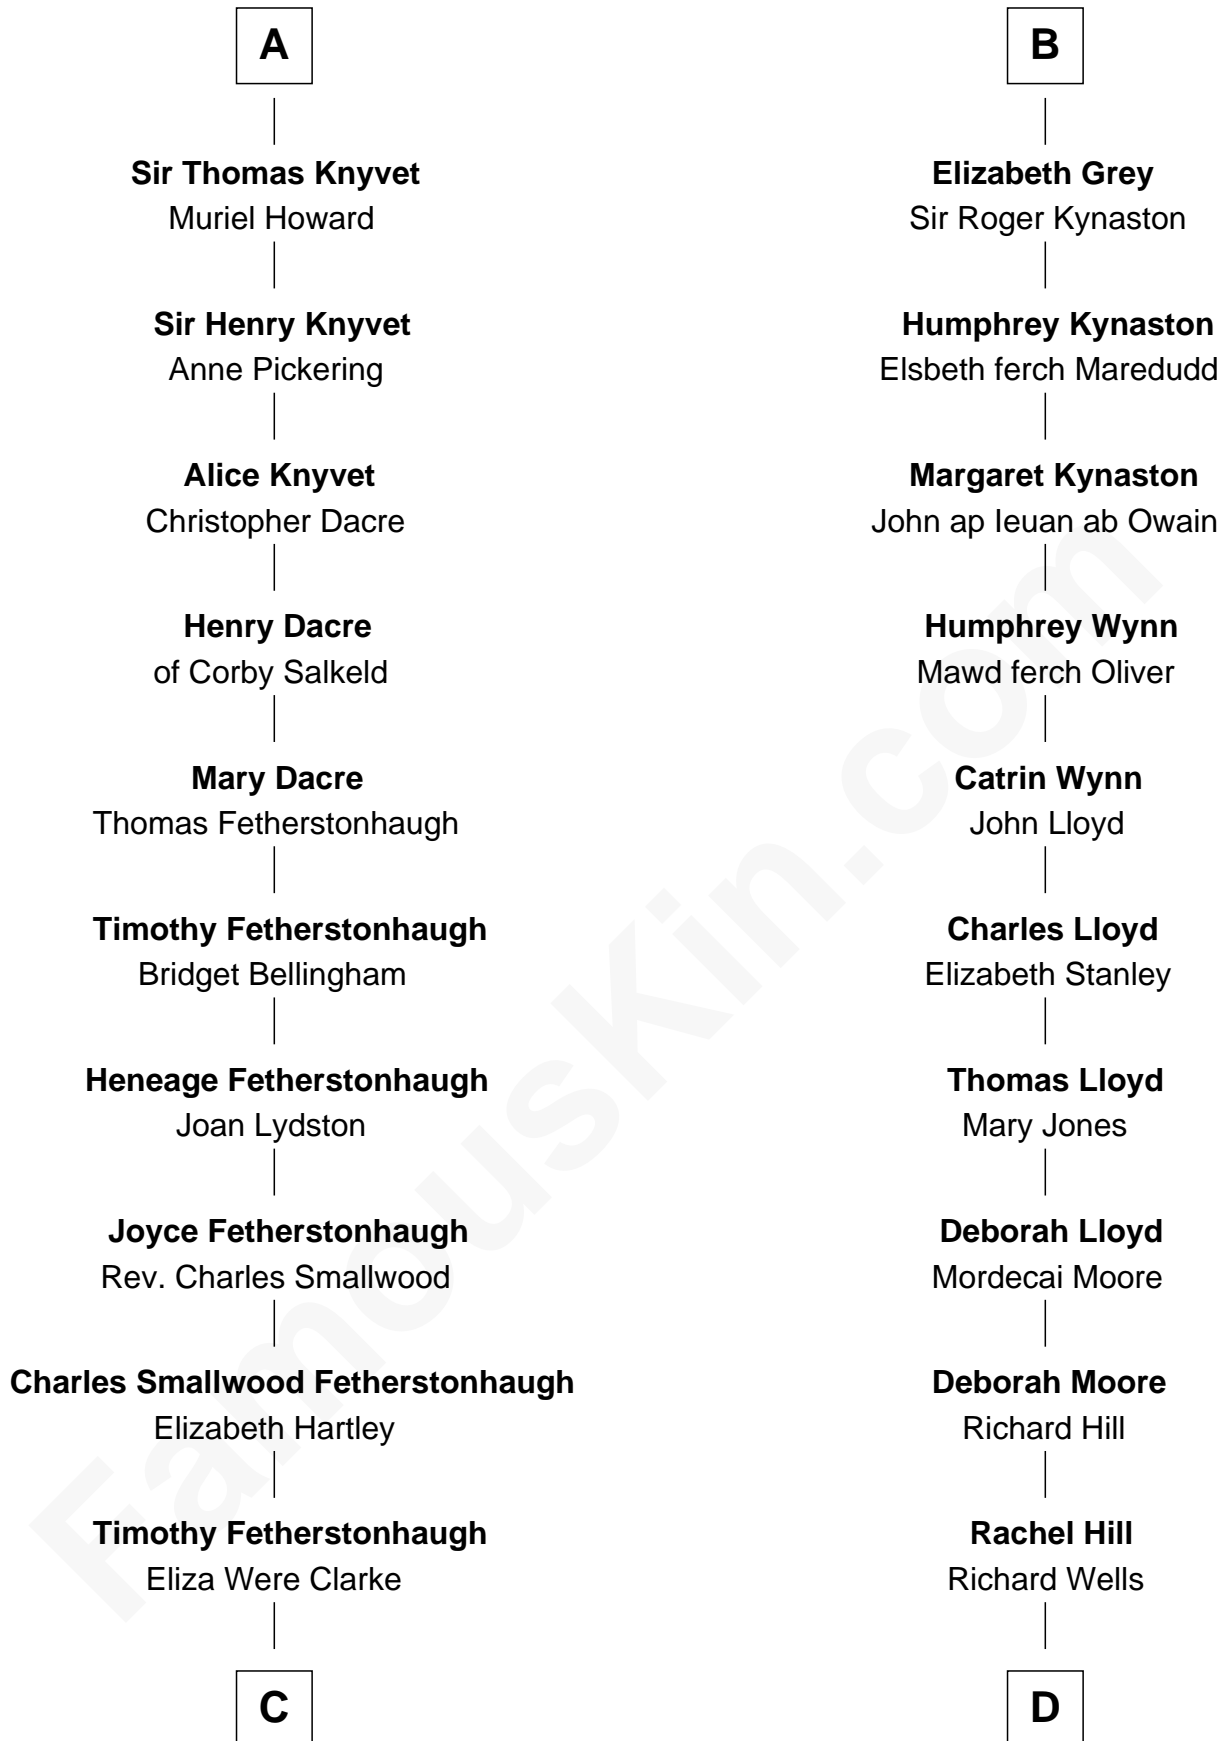 A
Sir Thomas Knyvet
Muriel Howard
Sir Henry Knyvet
Anne Pickering
Alice Knyvet
Christopher Dacre
Henry Dacre
of Corby Salkeld
Mary Dacre
Thomas Fetherstonhaugh
Timothy Fetherstonhaugh
Bridget Bellingham
Heneage Fetherstonhaugh
Joan Lydston
Joyce Fetherstonhaugh
Rev. Charles Smallwood
Charles Smallwood Fetherstonhaugh
Elizabeth Hartley
Timothy Fetherstonhaugh
Eliza Were Clarke
C
B
Elizabeth Grey
Sir Roger Kynaston
Humphrey Kynaston
Elsbeth ferch Maredudd
Margaret Kynaston
John ap Ieuan ab Owain
Humphrey Wynn
Mawd ferch Oliver
Catrin Wynn
John Lloyd
Charles Lloyd
Elizabeth Stanley
Thomas Lloyd
Mary Jones
Deborah Lloyd
Mordecai Moore
Deborah Moore
Richard Hill
Rachel Hill
Richard Wells
D
FamousKin.com